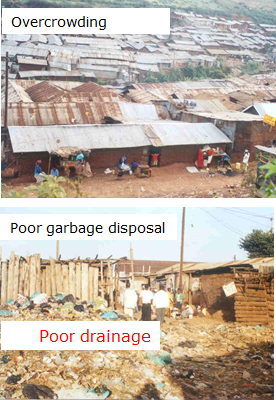 Overcrowding
Poor garbage disposal
Poor drainage